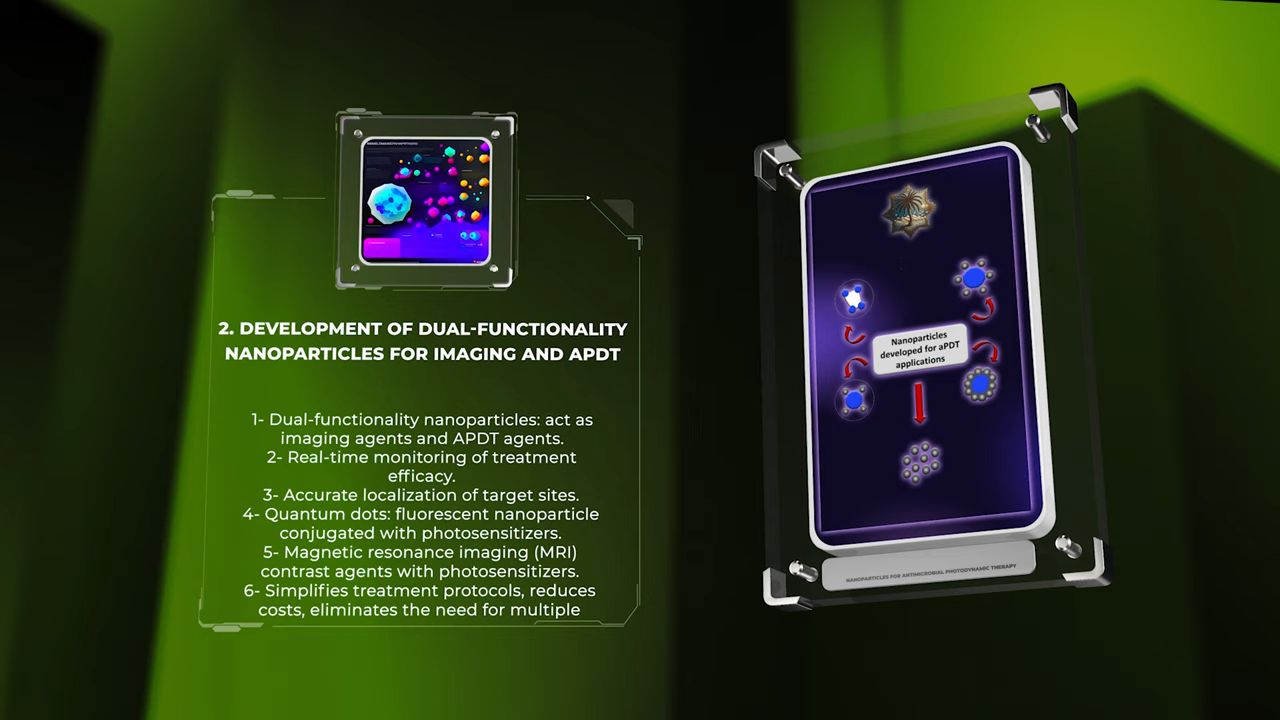 2. DEVELOPMENT OF DUAL-FUNCTIONALITY
NANOPARTICLES FOR IMAGING AND APDT
1- Dual-functionality nanoparticles: act as
imaging agents and APDT agents.
2- Real-time monitoring of treatment
efficacy.
3- Accurate localization of target sites.
4- Quantum dots: fluorescent nanoparticle
conjugated with photosensitizers.
5- Magnetic resonance imaging (MRI)
contrast agents with photosensitizers.
6- Simplifies treatment protocols, reduces
costs, eliminates the need for multiple
Nanoparticles
developed for aPDT
applications
NANOPARTICLES FOR ANTIMICROBIAL PHOTODYNAMIC THERAPY